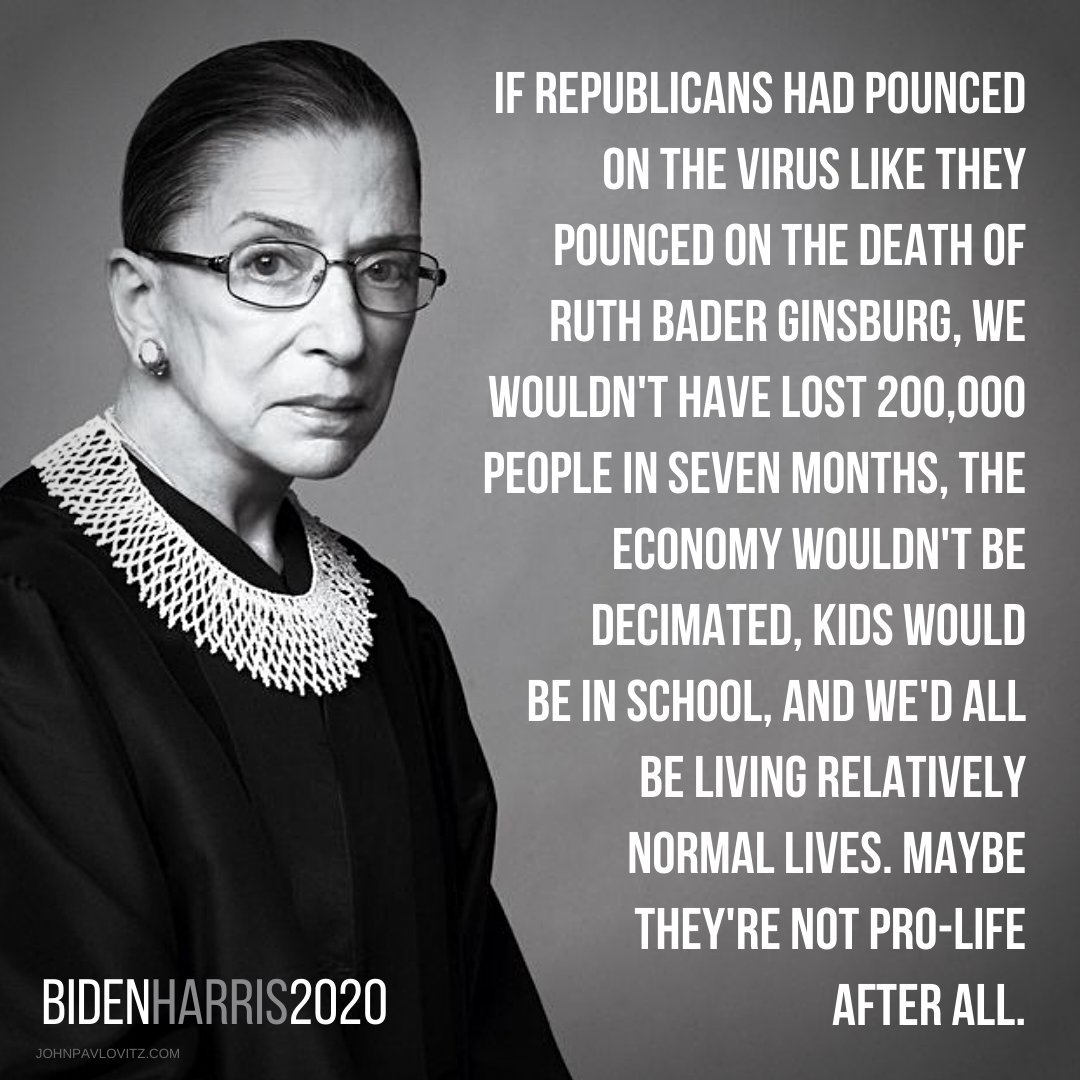 IF REPUBLICANS HAD POUNCED
ON THE VIRUS LIKE THEY
POUNCED ON THE DEATH OF
RUTH BADER GINSBURG, WE
WOULDN'T HAVE LOST 200,000
PEOPLE IN SEVEN MONTHS, THE
ECONOMY WOULDN'T BE
DECIMATED, KIDS WOULD
BE IN SCHOOL, AND WE'D ALL
BE LIVING RELATIVELY
NORMAL LIVES. MAYBE
THEY'RE NOT PRO-LIFE
AFTER ALL.
BIDENHARRIS2020
JOHNPAVLOVITZ.COM